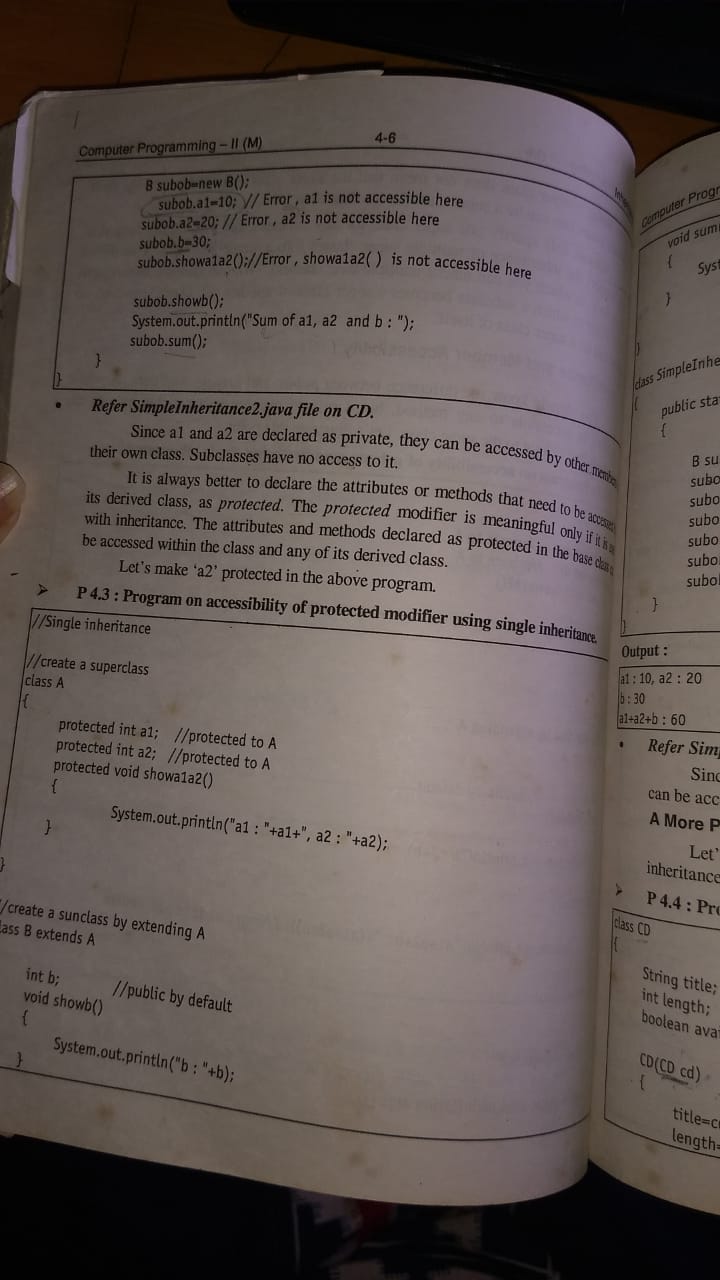 Computer Programming – II (M)
4-6
B subob=new B();
subob.a1=10; // Error , a1 is not accessible here
subob.a2=20; // Error , a2 is not accessible here
subob.b=30;
subob.showa1a2();//Error , showa1a2( ) is not accessible here
subob.showb();
System.out.println("Sum of a1, a2 and b : ");
subob.sum();
}
}
• Refer SimpleInheritance2.java file on CD.
Since a1 and a2 are declared as private, they can be accessed by other
their own class. Subclasses have no access to it.
It is always better to declare the attributes or methods that need to be
its derived class, as protected. The protected modifier is meaningful only if it is
with inheritance. The attributes and methods declared as protected in the base class
be accessed within the class and any of its derived class.
Let's make 'a2' protected in the above program.
➤ P 4.3 : Program on accessibility of protected modifier using single inheritance.
//Single inheritance
//create a superclass
class A
{
protected int a1; //protected to A
protected int a2; //protected to A
protected void showa1a2()
{
System.out.println("a1 : "+a1+", a2 : "+a2);
}
}
/create a sunclass by extending A
lass B extends A
int b; //public by default
void showb()
{
System.out.println("b : "+b);
}
Computer Progr
void sum
{
Syst
}
}
class SimpleInhe
{
public sta
{
B su
subo
subo
subo
subo
subo
subol
}
}
Output :
a1 : 10, a2 : 20
b : 30
a1+a2+b : 60
• Refer Sim
Sinc
can be acc
A More P
Let'
inheritance
➤ P 4.4 : Pro
class CD
{
String title;
int length;
boolean ava
CD(CD cd)
{
title=c
length=